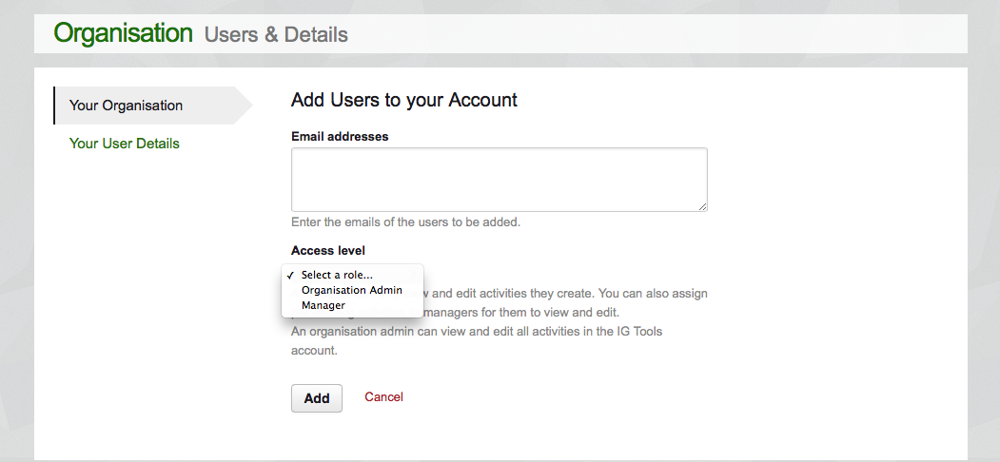 Organisation Users & Details
Your Organisation
Your User Details
Add Users to your Account
Email addresses
Enter the emails of the users to be added.
Access level
✓ Select a role...
Organisation Admin
Manager
and edit activities they create. You can also assign
managers for them to view and edit.
An organisation admin can view and edit all activities in the IG Tools
account.
Add
Cancel